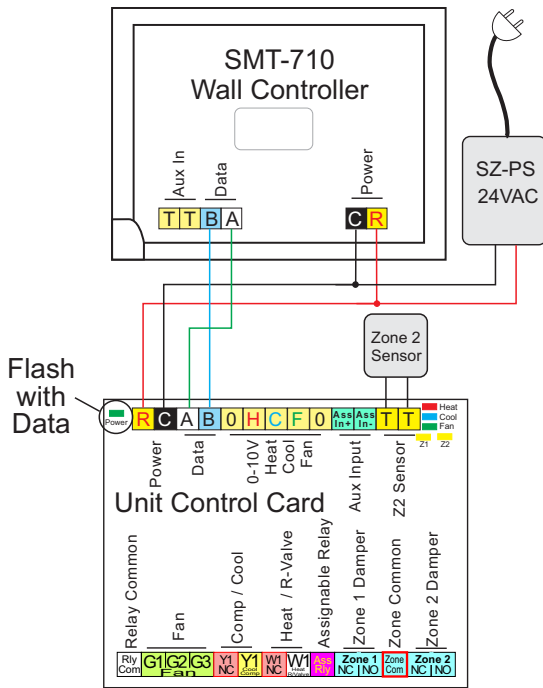 SMT-710
Wall Controller
Aux In
Data
Power
T T B A
C R
SZ-PS
24VAC
Zone 2
Sensor
Flash
with
Data
Power
R C A B 0 H C F 0 Ass In+ Ass In- T T
Heat
Cool
Fan
Z1 Z2
Power
Data
0-10V
Heat
Cool
Fan
Aux Input
Z2 Sensor
Unit Control Card
Relay Common
Fan
Comp / Cool
Heat / R-Valve
Assignable Relay
Zone 1 Damper
Zone Common
Zone 2 Damper
Rly Com
G1 G2 G3
Fan
Y1 NC
Y1 Cool Comp
W1 NC
W1 Heat R/Valve
Ass Rly
Zone 1
NC NO
Zone Com
Zone 2
NC NO